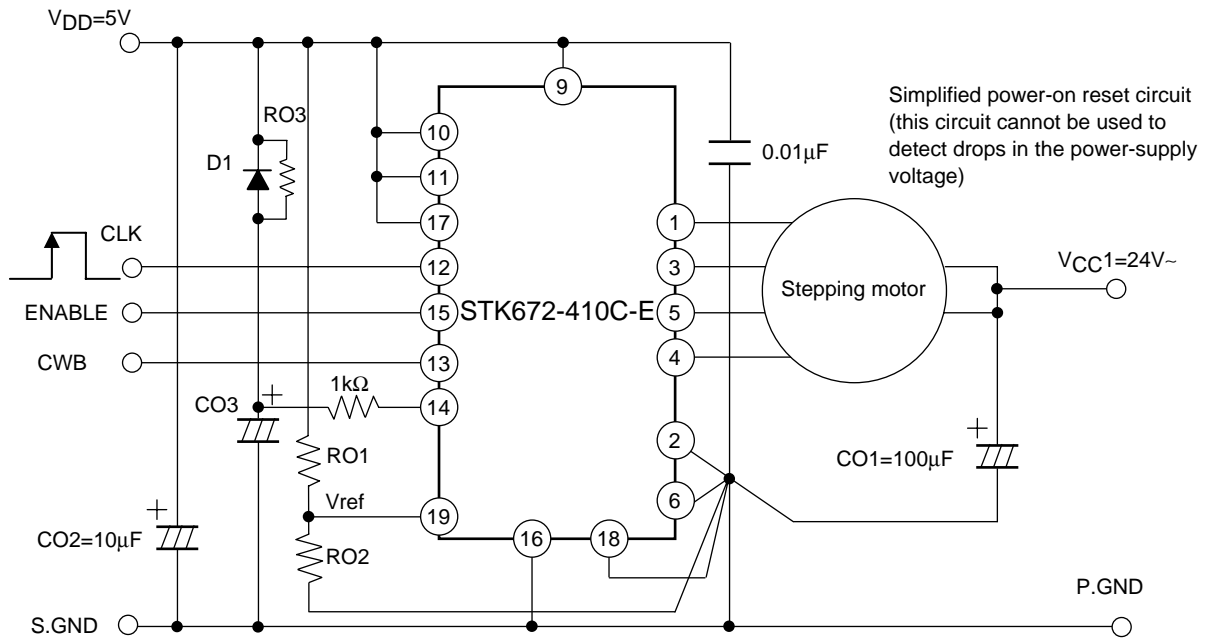 VDD=5V
9
Simplified power-on reset circuit
(this circuit cannot be used to
detect drops in the power-supply
voltage)
RO3
D1
10
11
17
0.01μF
1
CLK
12
3
VCC1=24V~
Stepping motor
ENABLE
15
STK672-410C-E
5
CWB
13
4
1kΩ
CO3
+
14
2
RO1
CO1=100μF
+
Vref
19
6
CO2=10μF
+
RO2
16
18
P.GND
S.GND